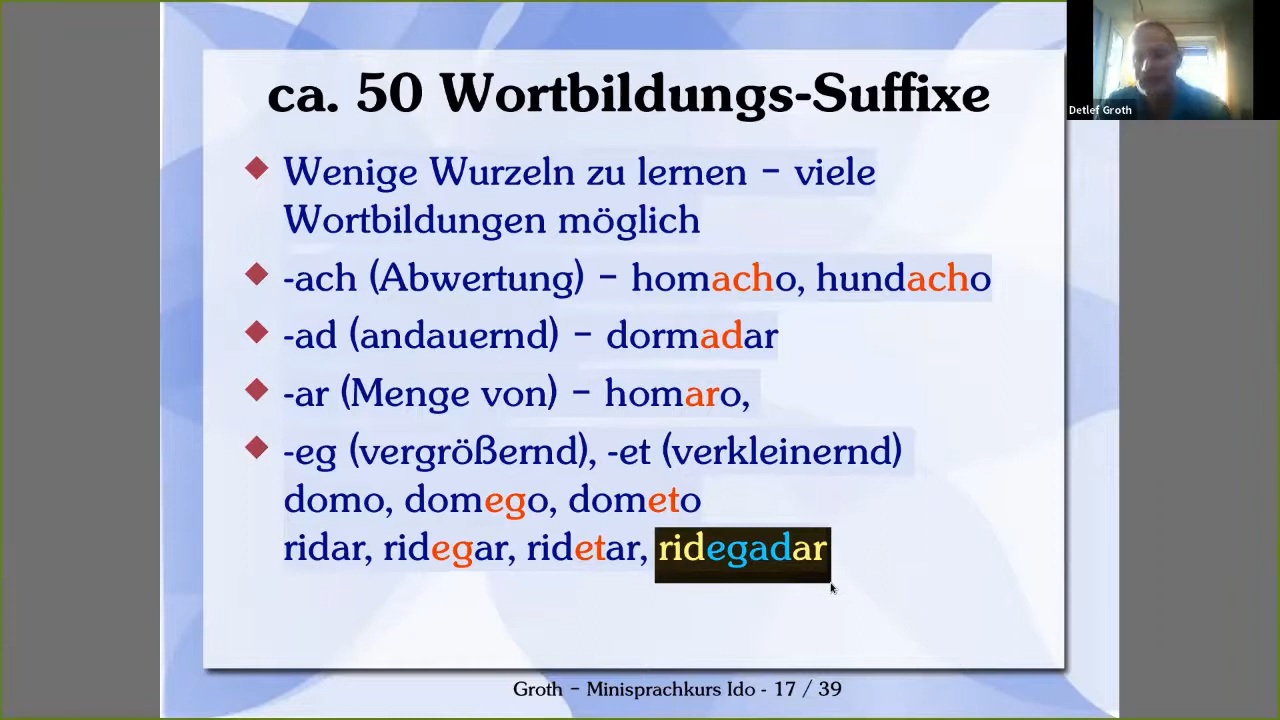 ca. 50 Wortbildungs-Suffixe
Detlef Groth
Wenige Wurzeln zu lernen – viele
Wortbildungen möglich
-ach (Abwertung) – homacho, hundacho
-ad (andauernd) – dormadar
-ar (Menge von) – homaro,
-eg (vergrößernd), -et (verkleinernd)
domo, domego, dometo
ridar, ridegar, ridetar, ridegadar
Groth – Minisprachkurs Ido - 17 / 39